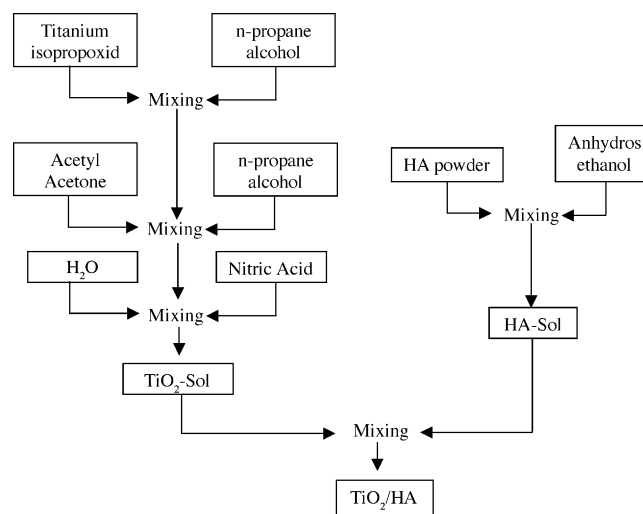 Titanium
isopropoxid
n-propane
alcohol
Mixing
Acetyl
Acetone
n-propane
alcohol
HA powder
Anhydros
ethanol
Mixing
Mixing
H₂O
Nitric Acid
Mixing
HA-Sol
TiO₂-Sol
Mixing
TiO₂/HA